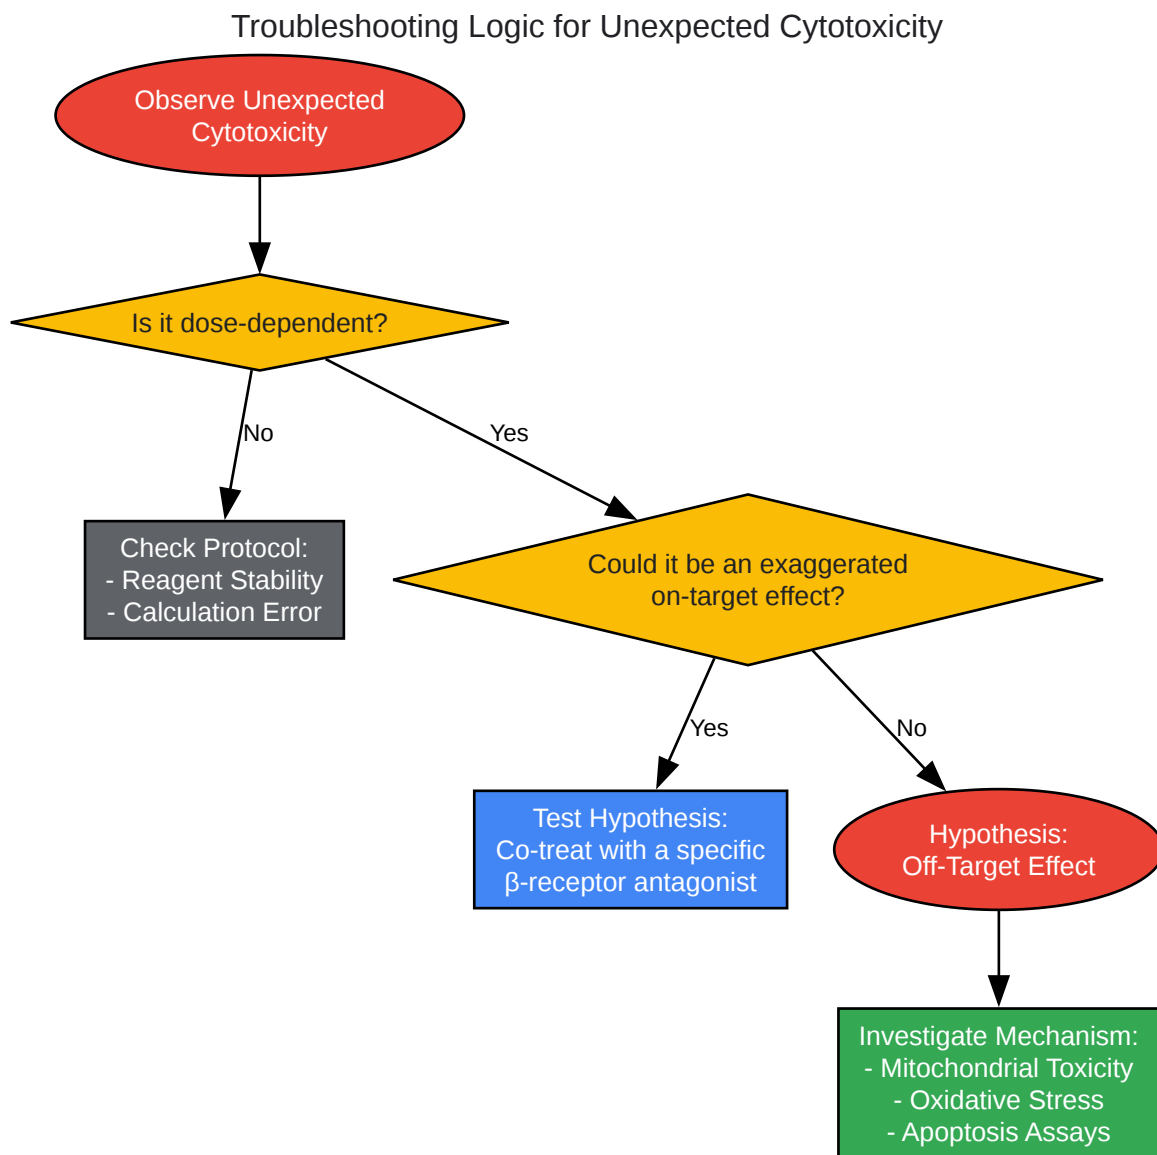 Troubleshooting Logic for Unexpected Cytotoxicity
Observe Unexpected
Cytotoxicity
Is it dose-dependent?
No
Yes
Check Protocol:
- Reagent Stability
- Calculation Error
Could it be an exaggerated
on-target effect?
Yes
No
Test Hypothesis:
Co-treat with a specific
β-receptor antagonist
Hypothesis:
Off-Target Effect
Investigate Mechanism:
- Mitochondrial Toxicity
- Oxidative Stress
- Apoptosis Assays